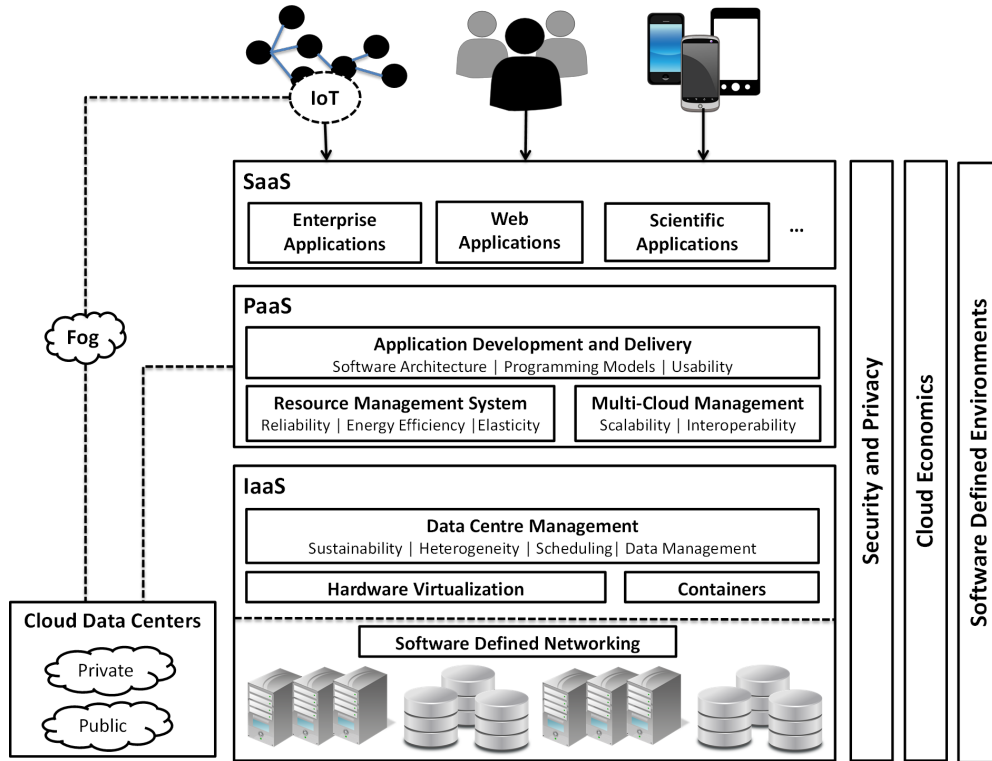 IoT
SaaS
Enterprise
Applications
Web
Applications
Scientific
Applications
...
Fog
PaaS
Application Development and Delivery
Software Architecture | Programming Models | Usability
Resource Management System
Reliability | Energy Efficiency |Elasticity
Multi-Cloud Management
Scalability | Interoperability
IaaS
Data Centre Management
Sustainability | Heterogeneity | Scheduling| Data Management
Hardware Virtualization
Containers
Software Defined Networking
Cloud Data Centers
Private
Public
Security and Privacy
Cloud Economics
Software Defined Environments